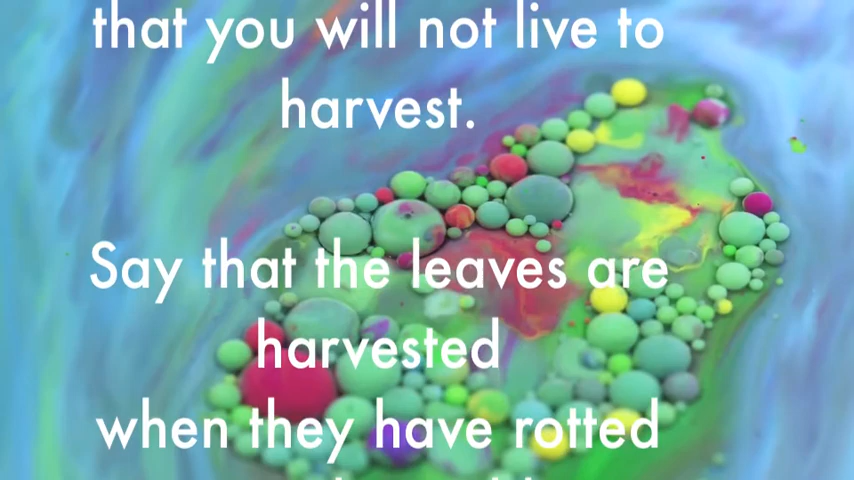 that you will not live to
harvest.
Say that the leaves are
harvested
when they have rotted